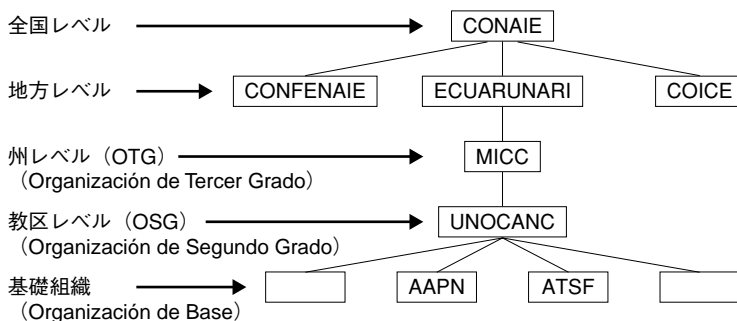 全国レベル
CONAIE
地方レベル
CONFENAIE
ECUARUNARI
COICE
州レベル（OTG）
（Organización de Tercer Grado）
MICC
教区レベル（OSG）
（Organización de Segundo Grado）
UNOCANC
基礎組織
（Organización de Base）
AAPN
ATSF